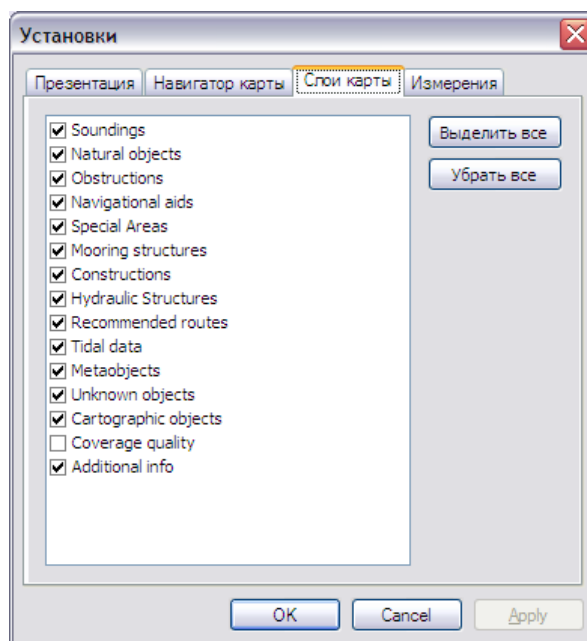 Установки
Презентация Навигатор карты Слои карты Измерения
Soundings
Natural objects
Obstructions
Navigational aids
Special Areas
Mooring structures
Constructions
Hydraulic Structures
Recommended routes
Tidal data
Metaobjects
Unknown objects
Cartographic objects
Coverage quality
Additional info
Выделить все
Убрать все
OK Cancel Apply